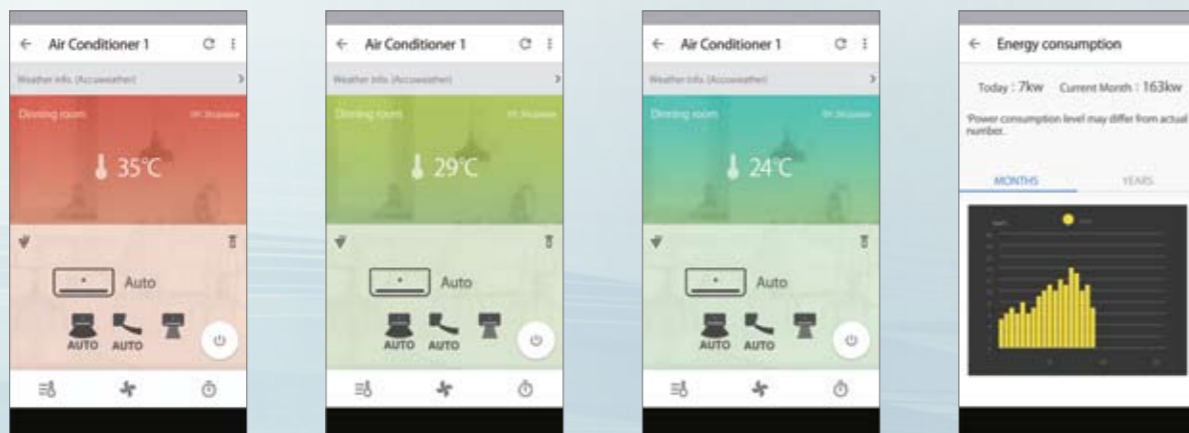 Air Conditioner 1
Weather info. (Accuweather)
Dinning room
35°C
Auto
AUTO AUTO
Air Conditioner 1
Weather info. (Accuweather)
Dinning room
29°C
Auto
AUTO AUTO
Air Conditioner 1
Weather info. (Accuweather)
Dinning room
24°C
Auto
AUTO AUTO
Energy consumption
Today : 7kw Current Month : 163kw
*Power consumption level may differ from actual
number.
MONTHS YEARS